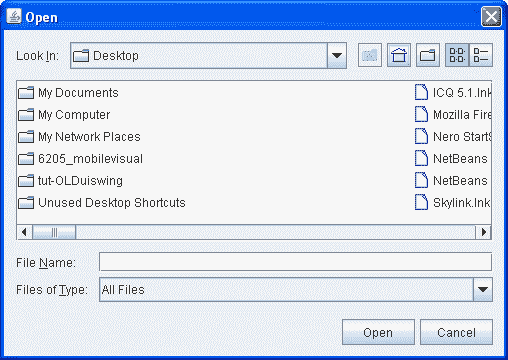 Open
Look In: Desktop
My Documents
My Computer
My Network Places
6205_mobilevisual
tut-OLDuiswing
Unused Desktop Shortcuts
ICQ 5.1.lnk
Mozilla Fire
Nero StartS
NetBeans
NetBeans
Skylink.lnk
File Name:
Files of Type: All Files
Open Cancel